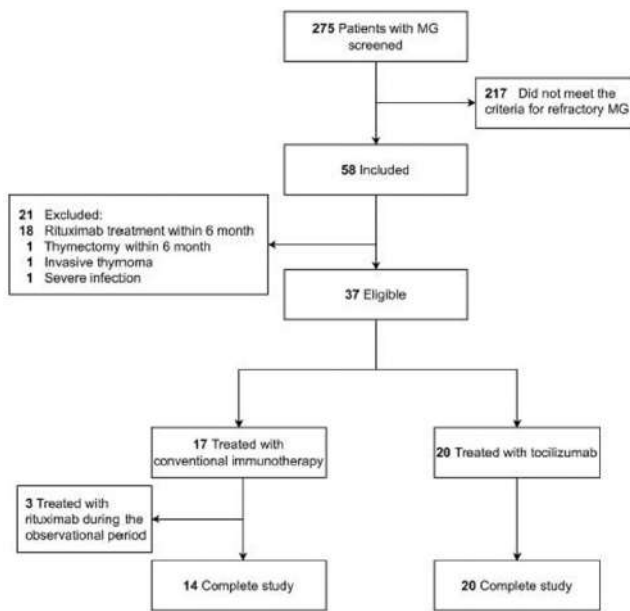 275 Patients with MG
screened
217 Did not meet the
criteria for refractory MG
58 Included
21 Excluded:
18 Rituximab treatment within 6 month
1 Thymectomy within 6 month
1 Invasive thymoma
1 Severe infection
37 Eligible
17 Treated with
conventional immunotherapy
20 Treated with tocilizumab
3 Treated with
rituximab during the
observational period
14 Complete study
20 Complete study